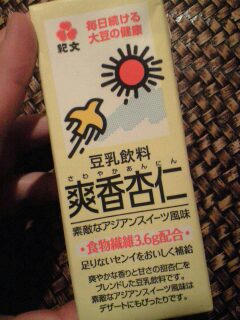 毎日続ける
大豆の健康
紀文
豆乳飲料
さわやかあんにん
爽香杏仁
素敵なアジアンスイーツ風味
・食物繊維3.6g配合・
足りないセンイをおいしく補給
爽やかな香りと甘さの甜杏仁を
ブレンドした豆乳飲料です。
素敵なアジアンスイーツ風味は
デザートにもぴったりです。